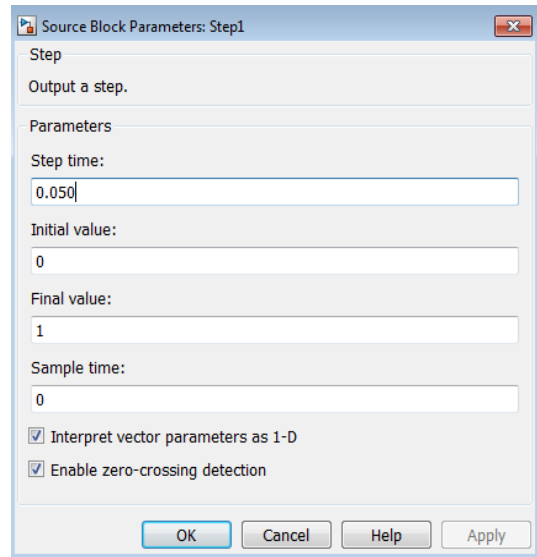 Source Block Parameters: Step1
Step
Output a step.
Parameters
Step time:
0.050
Initial value:
0
Final value:
1
Sample time:
0
Interpret vector parameters as 1-D
Enable zero-crossing detection
OK Cancel Help Apply